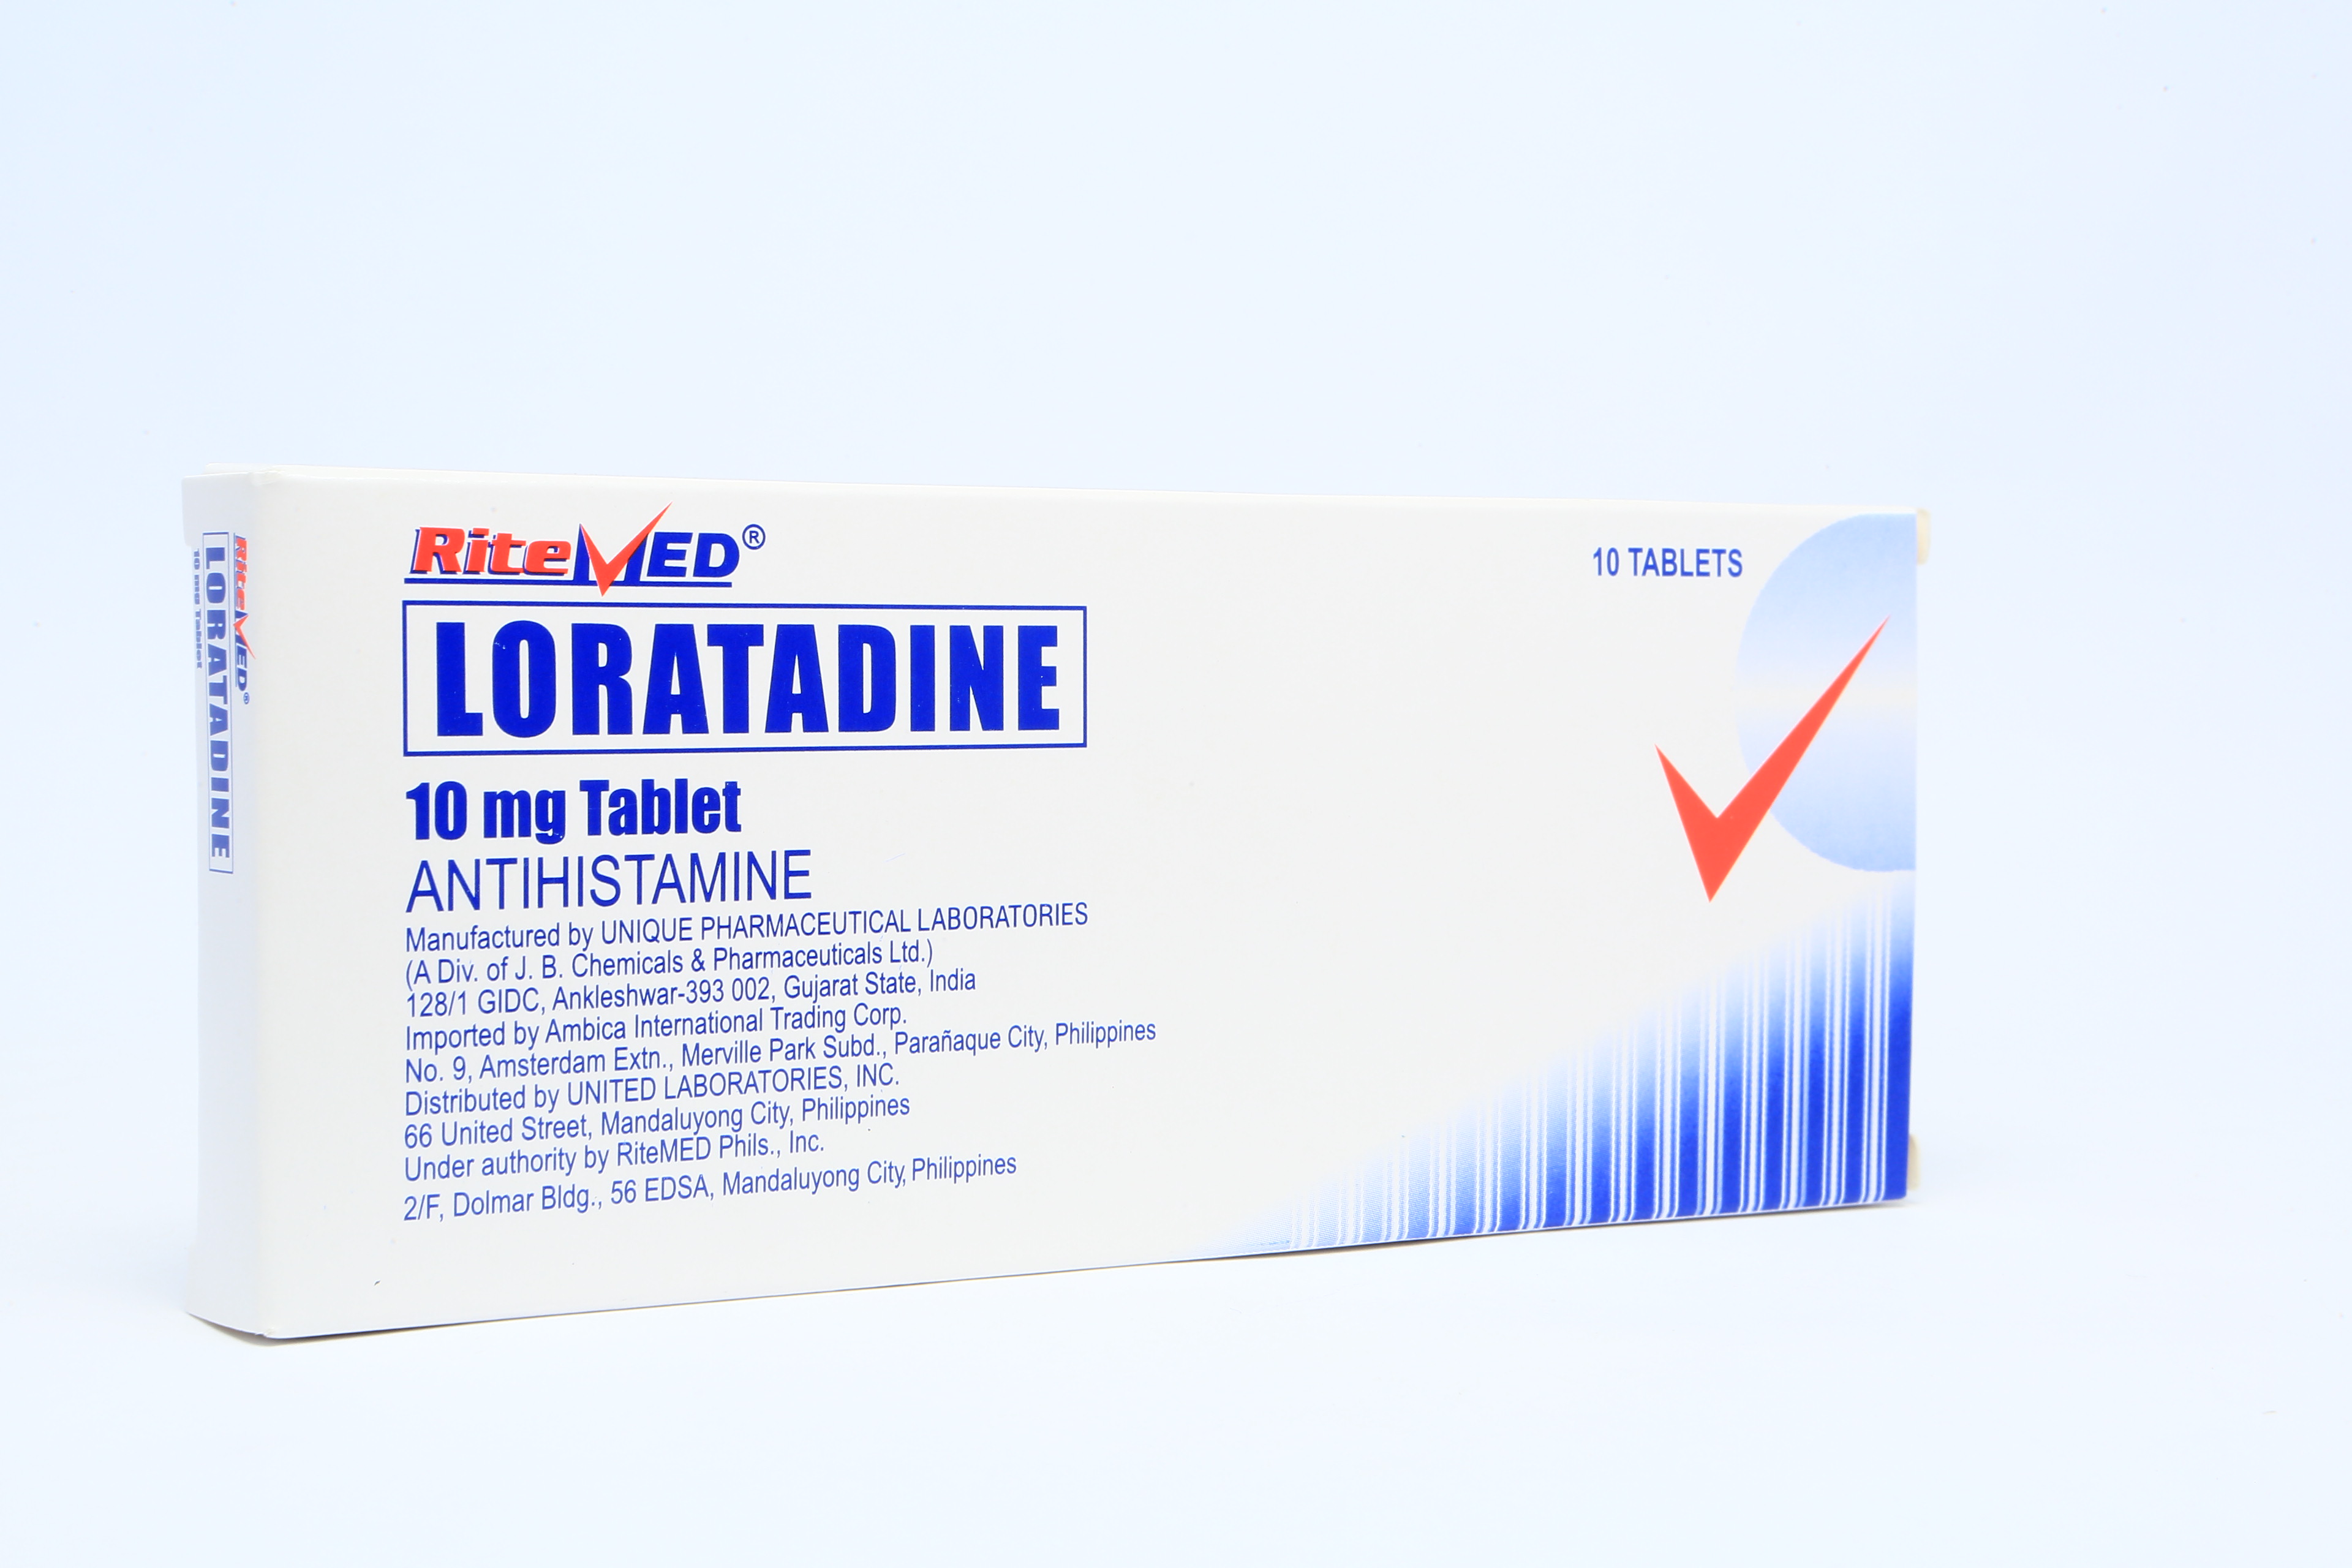 RiteMED®
LORATADINE
10 mg Tablet
10 TABLETS
RiteMED®
LORATADINE
10 mg Tablet
ANTIHISTAMINE
Manufactured by UNIQUE PHARMACEUTICAL LABORATORIES
(A Div. of J. B. Chemicals & Pharmaceuticals Ltd.)
128/1 GIDC, Ankleshwar-393 002, Gujarat State, India
Imported by Ambica International Trading Corp.
No. 9, Amsterdam Extn., Merville Park Subd., Parañaque City, Philippines
Distributed by UNITED LABORATORIES, INC.
66 United Street, Mandaluyong City, Philippines
Under authority by RiteMED Phils., Inc.
2/F, Dolmar Bldg., 56 EDSA, Mandaluyong City, Philippines